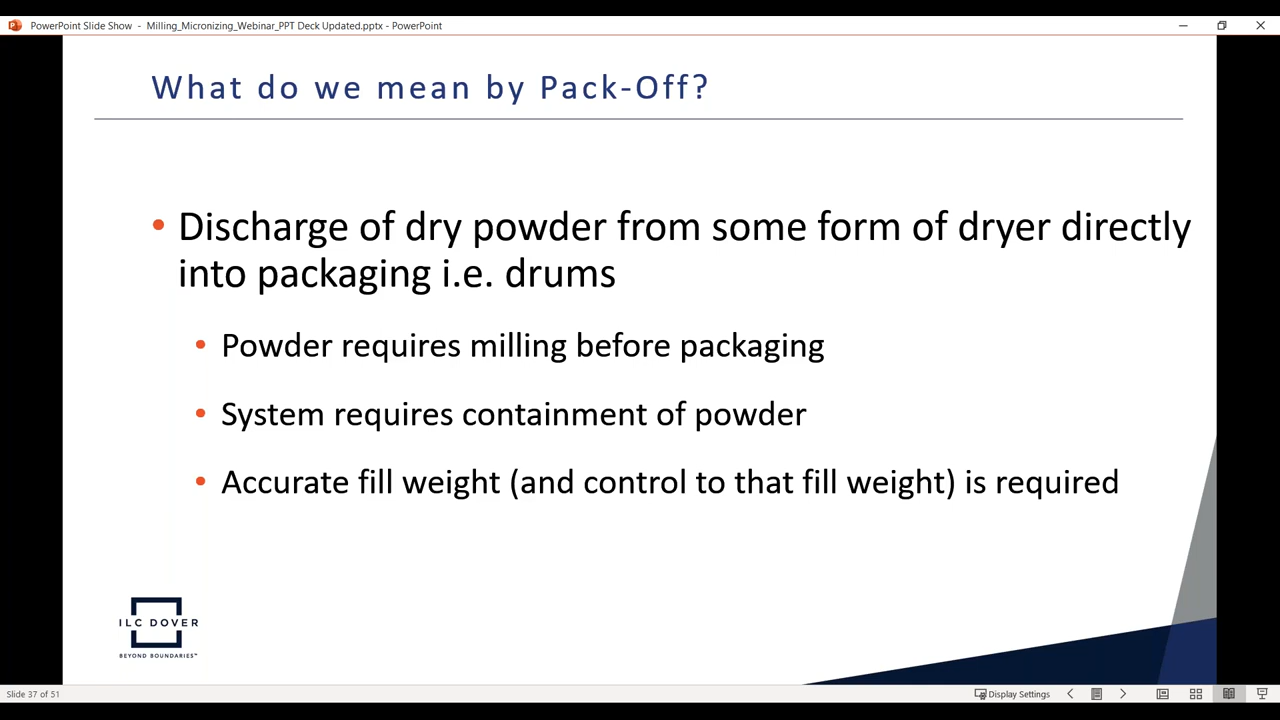 PowerPoint Slide Show - Milling_Micronizing_Webinar_PPT Deck Updated.pptx - PowerPoint
What do we mean by Pack-Off?
• Discharge of dry powder from some form of dryer directly
into packaging i.e. drums
• Powder requires milling before packaging
• System requires containment of powder
• Accurate fill weight (and control to that fill weight) is required
ILC DOVER
BEYOND BOUNDARIES™
Slide 37 of 51
Display Settings